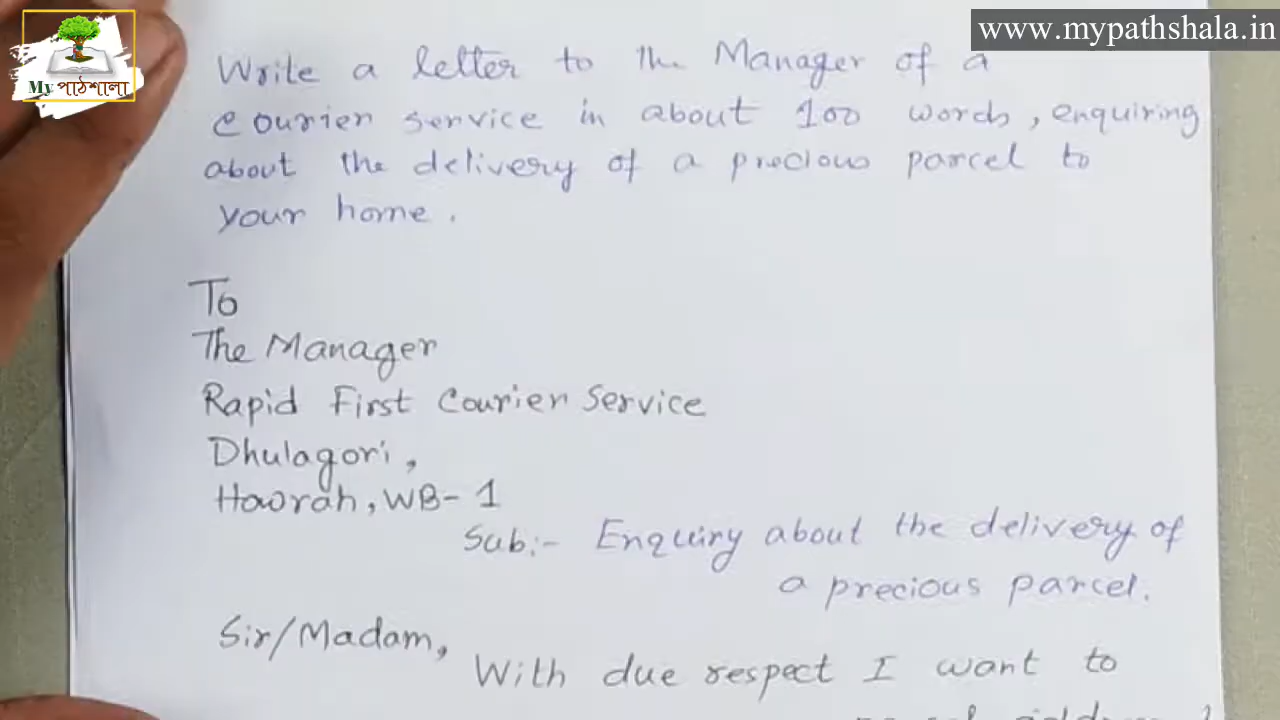 www.mypathshala.in
My পাঠশালা
Write a letter to the Manager of a
courier service in about 100 words, enquiring
about the delivery of a precious parcel to
your home.
To
The Manager
Rapid First Courier Service
Dhulagori,
Howrah, WB-1
Sub:- Enquiry about the delivery of
a precious parcel.
Sir/Madam,
With due respect I want to